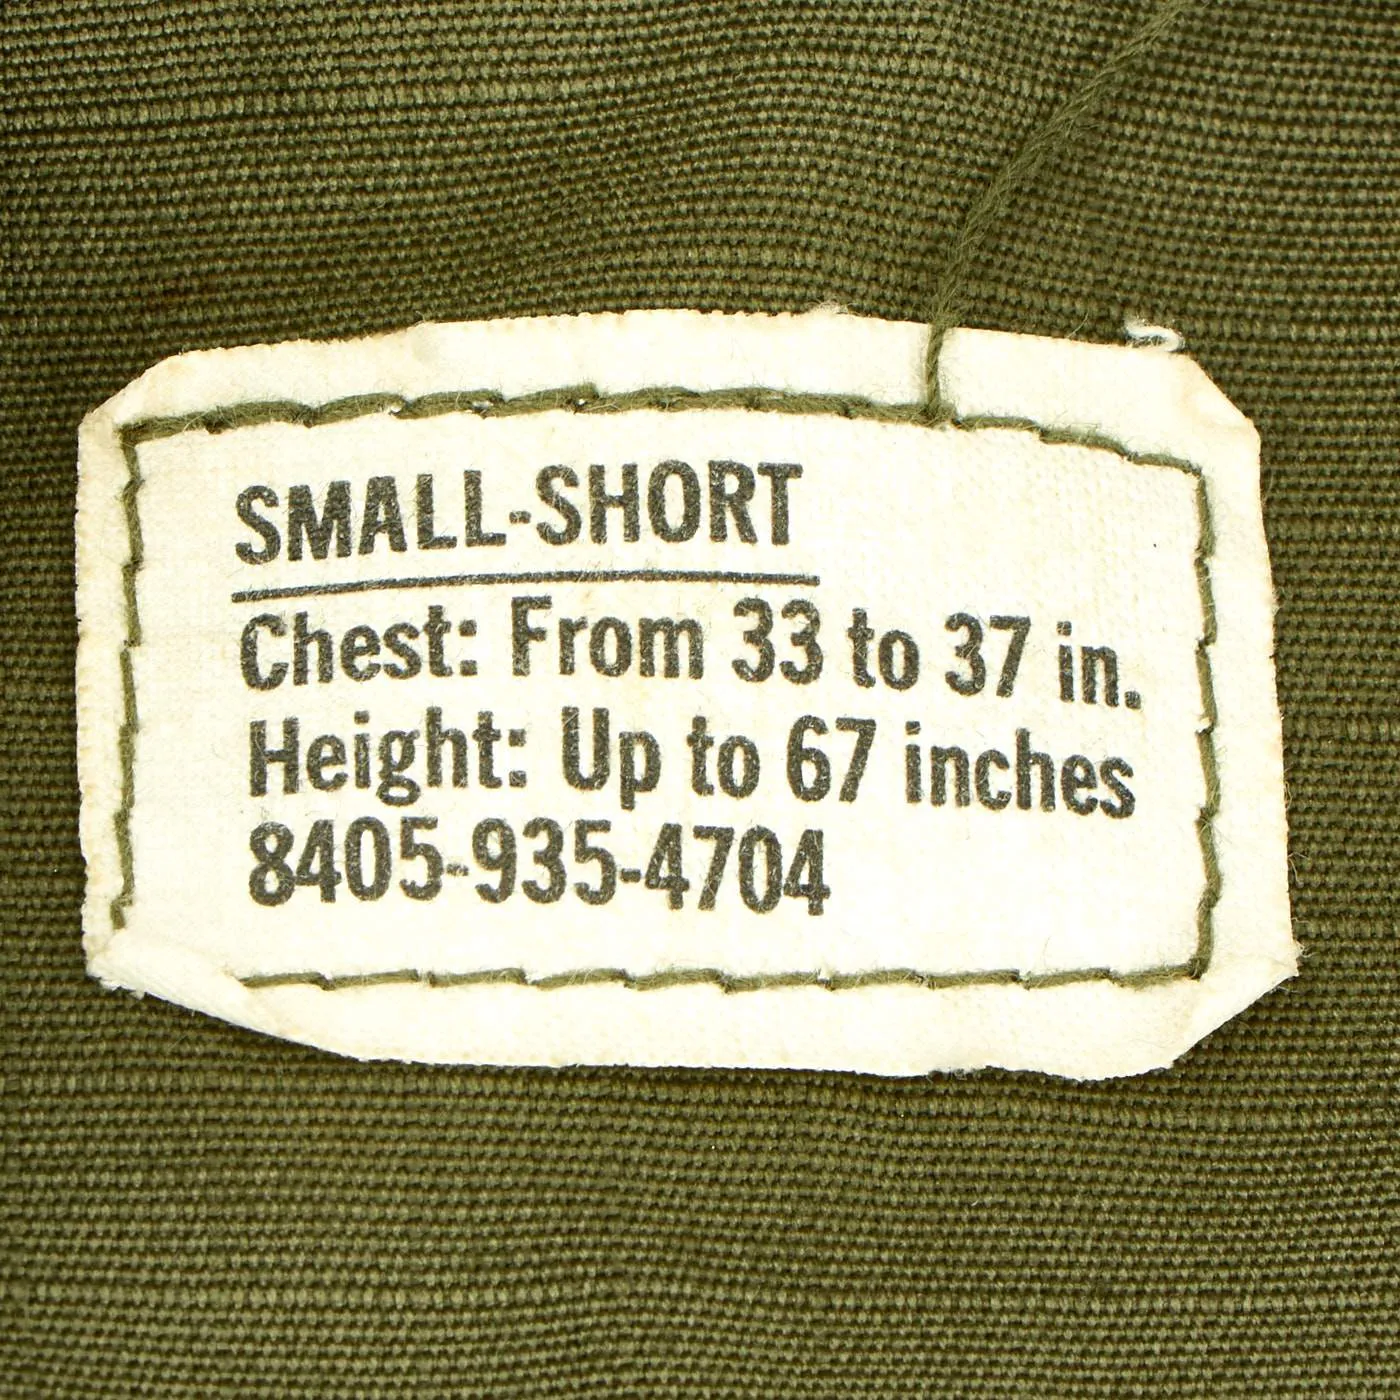 SMALL-SHORT
Chest: From 33 to 37 in.
Height: Up to 67 inches
8405-935-4704